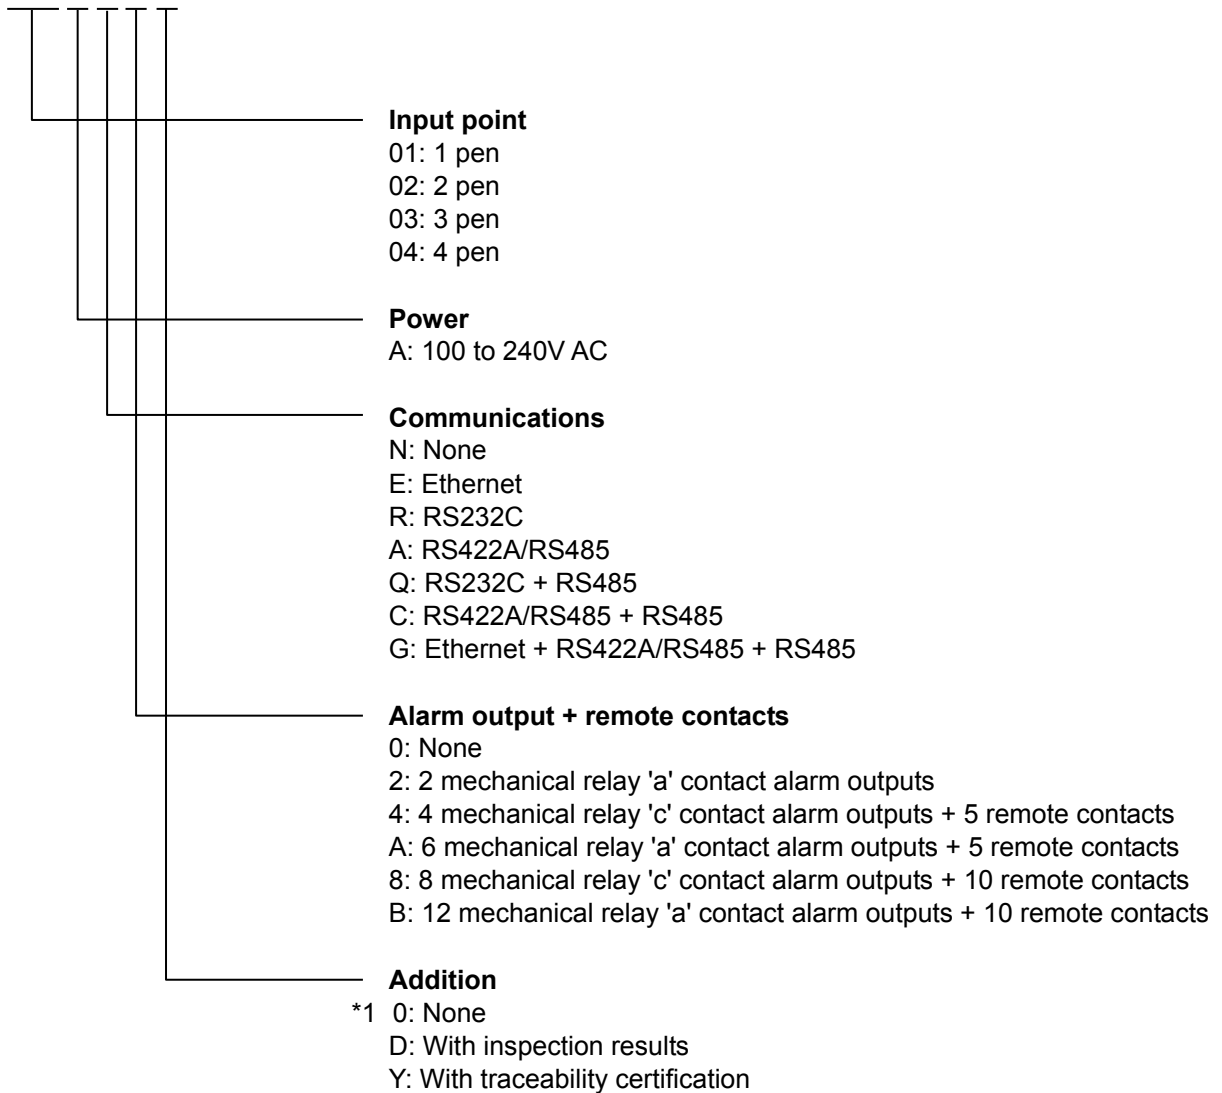 Input point
01: 1 pen
02: 2 pen
03: 3 pen
04: 4 pen
Power
A: 100 to 240V AC
Communications
N: None
E: Ethernet
R: RS232C
A: RS422A/RS485
Q: RS232C + RS485
C: RS422A/RS485 + RS485
G: Ethernet + RS422A/RS485 + RS485
Alarm output + remote contacts
0: None
2: 2 mechanical relay 'a' contact alarm outputs
4: 4 mechanical relay 'c' contact alarm outputs + 5 remote contacts
A: 6 mechanical relay 'a' contact alarm outputs + 5 remote contacts
8: 8 mechanical relay 'c' contact alarm outputs + 10 remote contacts
B: 12 mechanical relay 'a' contact alarm outputs + 10 remote contacts
Addition
*1 0: None
D: With inspection results
Y: With traceability certification